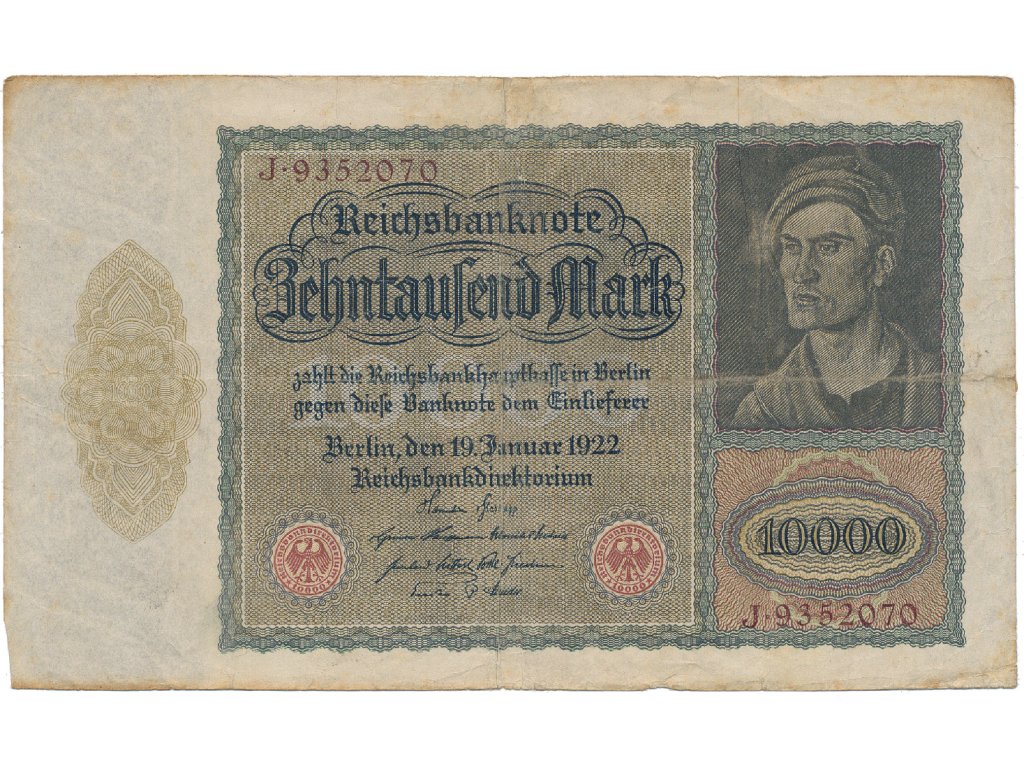 J·9352070
Reichsbanknote
Zehntausend Mark
zahlt die Reichsbankhauptkasse in Berlin
gegen diese Banknote dem Einlieferer
Berlin, den 19. Januar 1922
Reichsbankdirektorium
10000
J·9352070